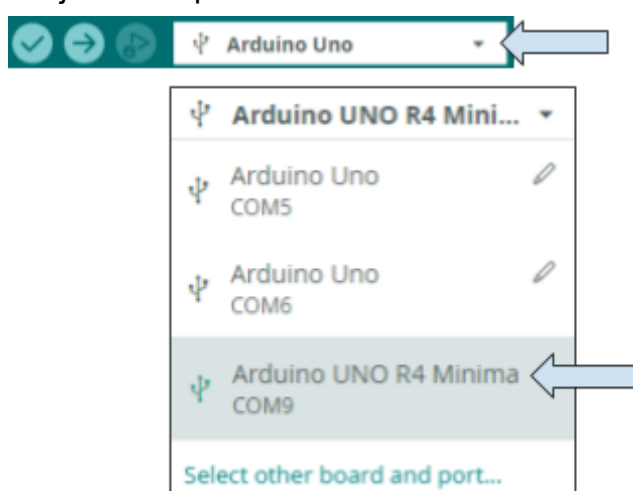 Arduino Uno
Arduino UNO R4 Mini...
Arduino Uno
COM5
Arduino Uno
COM6
Arduino UNO R4 Minima
COM9
Select other board and port...